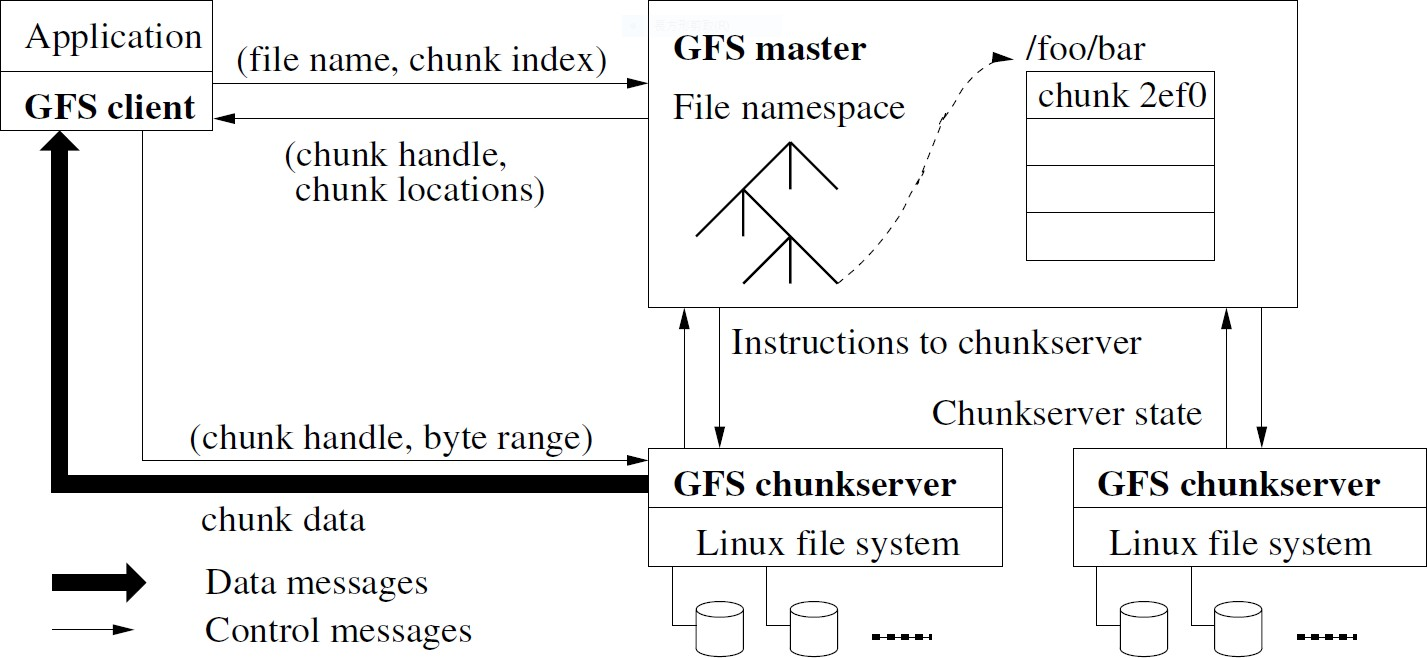 Application
GFS client
(file name, chunk index)
(chunk handle,
chunk locations)
GFS master
File namespace
/foo/bar
chunk 2ef0
Instructions to chunkserver
Chunkserver state
(chunk handle, byte range)
GFS chunkserver
Linux file system
GFS chunkserver
Linux file system
chunk data
Data messages
Control messages